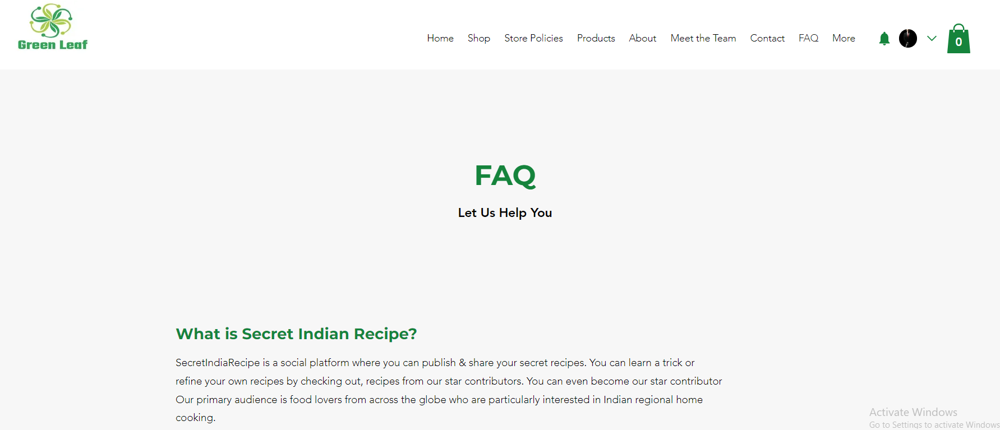 Green Leaf
Home Shop Store Policies Products About Meet the Team Contact FAQ More
0
FAQ
Let Us Help You
What is Secret Indian Recipe?
SecretIndiaRecipe is a social platform where you can publish & share your secret recipes. You can learn a trick or
refine your own recipes by checking out, recipes from our star contributors. You can even become our star contributor
Our primary audience is food lovers from across the globe who are particularly interested in Indian regional home
cooking.
Activate Windows
Go to Settings to activate Windows